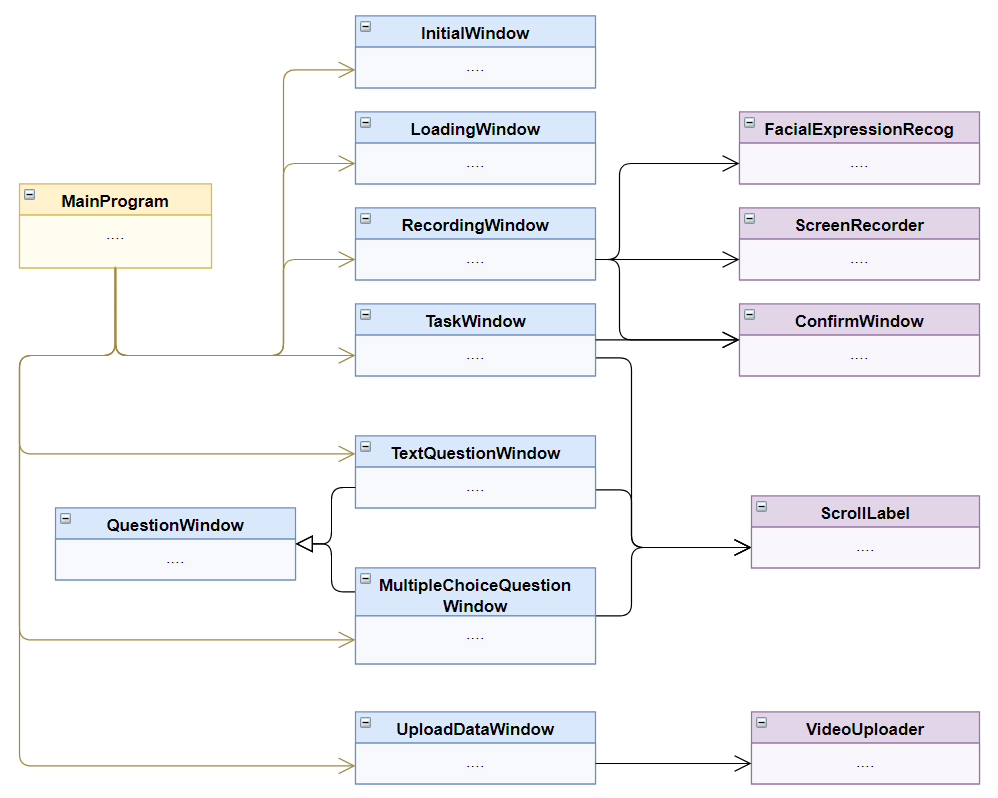 InitialWindow
....
LoadingWindow
....
FacialExpressionRecog
....
MainProgram
....
RecordingWindow
....
ScreenRecorder
....
TaskWindow
....
ConfirmWindow
....
TextQuestionWindow
....
QuestionWindow
....
ScrollLabel
....
MultipleChoiceQuestion
Window
....
UploadDataWindow
....
VideoUploader
....